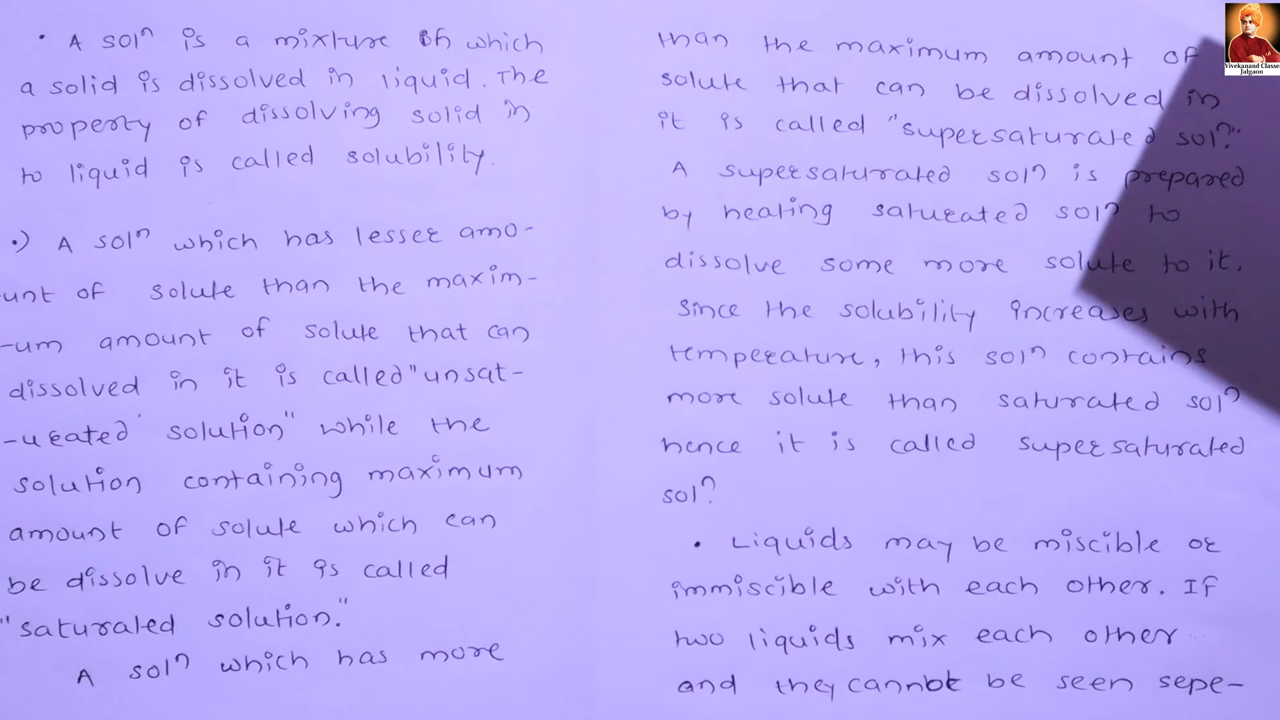 • A solⁿ is a mixture in which
a solid is dissolved in liquid. The
property of dissolving solid in
to liquid is called solubility.
•) A solⁿ which has lesser amo-
unt of solute than the maxim-
-um amount of solute that can
dissolved in it is called "unsat-
-urated solution" while the
solution containing maximum
amount of solute which can
be dissolve in it is called
"saturated solution."
A solⁿ which has more
than the maximum amount of
solute that can be dissolved in
it is called "supersaturated solⁿ."
A supersaturated solⁿ is prepared
by heating saturated solⁿ to
dissolve some more solute to it.
Since the solubility increases with
temperature, this solⁿ contains
more solute than saturated solⁿ
hence it is called supersaturated
solⁿ.
• Liquids may be miscible or
immiscible with each other. If
two liquids mix each other
and they cannot be seen sepe-
Vivekanand Classes
Jalgaon